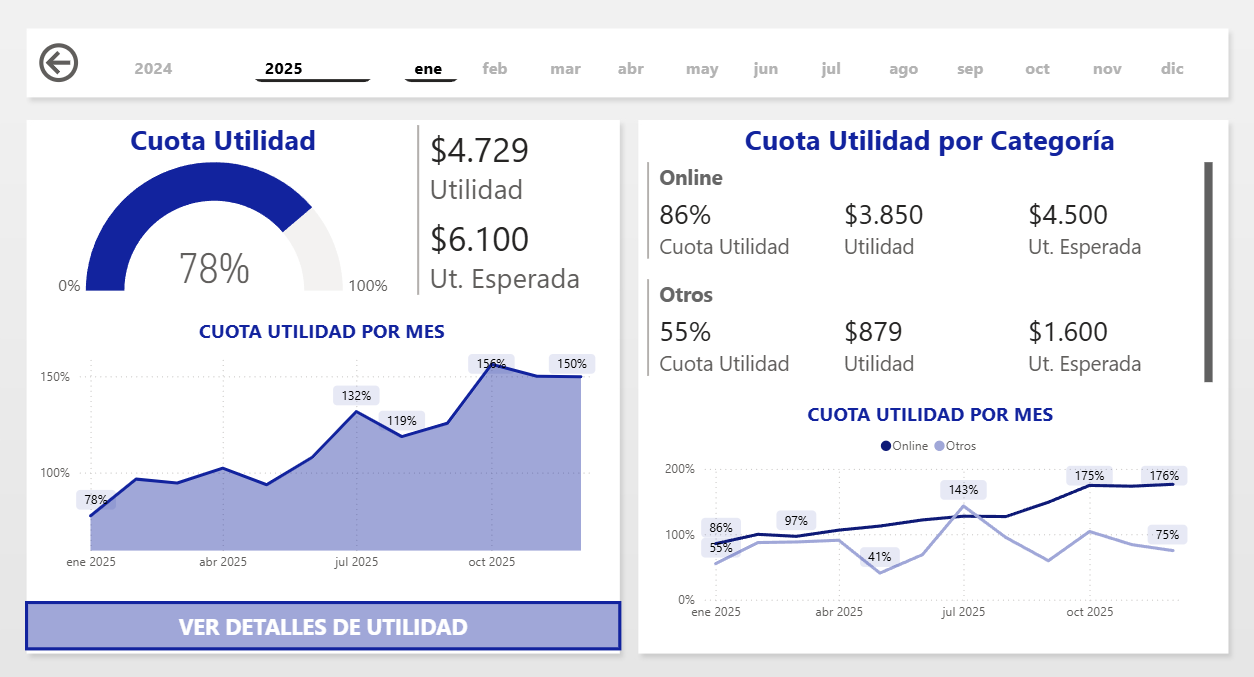 2024 2025 ene feb mar abr may jun jul ago sep oct nov dic
Cuota Utilidad
78%
0%
100%
$4.729
Utilidad
$6.100
Ut. Esperada
CUOTA UTILIDAD POR MES
150%
100%
78%
132%
119%
156%
150%
ene 2025 abr 2025 jul 2025 oct 2025
VER DETALLES DE UTILIDAD
Cuota Utilidad por Categoría
Online
86% $3.850 $4.500
Cuota Utilidad Utilidad Ut. Esperada
Otros
55% $879 $1.600
Cuota Utilidad Utilidad Ut. Esperada
CUOTA UTILIDAD POR MES
Online Otros
200%
100%
0%
86%
55%
97%
41%
143%
175%
176%
75%
ene 2025 abr 2025 jul 2025 oct 2025